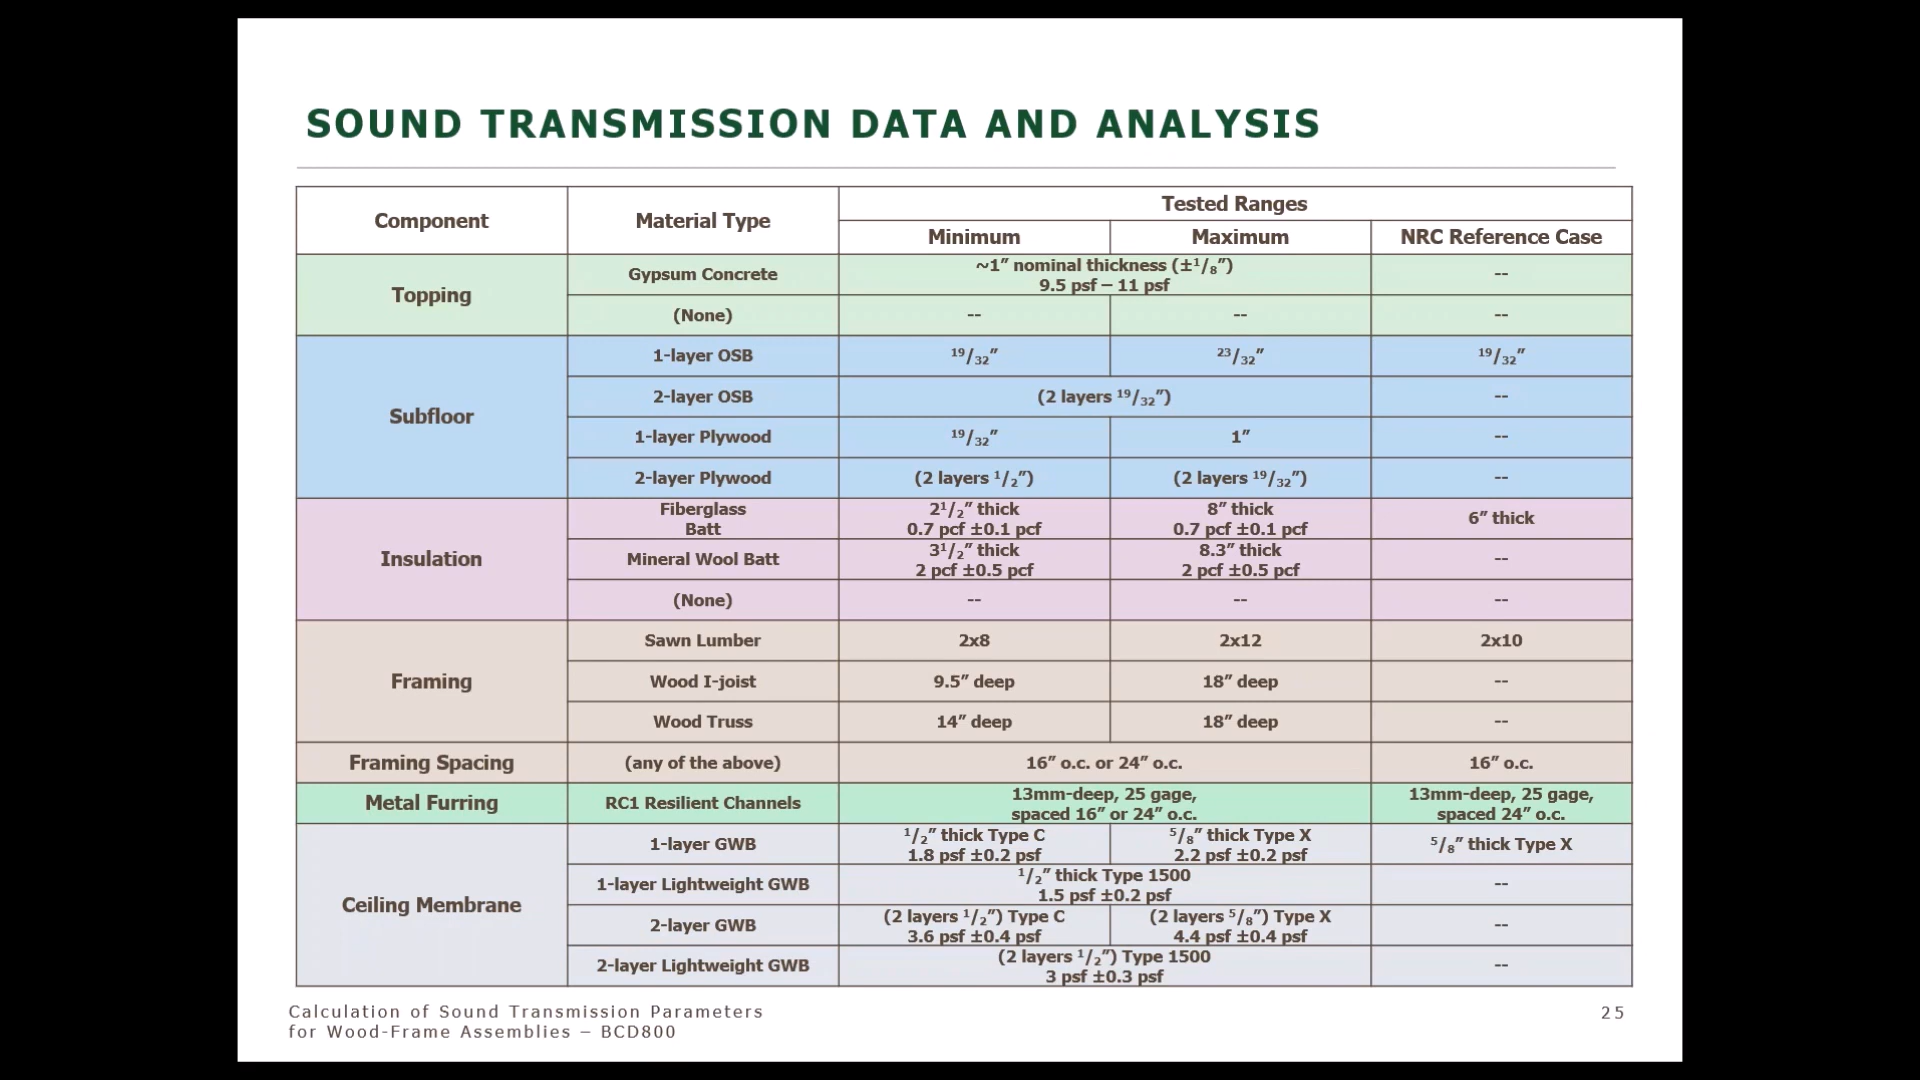 SOUND TRANSMISSION DATA AND ANALYSIS
Component
Material Type
Tested Ranges
Minimum
Maximum
NRC Reference Case
Topping
Gypsum Concrete
~1” nominal thickness (±1/8”)
9.5 psf – 11 psf
--
(None)
--
--
--
Subfloor
1-layer OSB
19/32”
23/32”
19/32”
2-layer OSB
(2 layers 19/32”)
--
1-layer Plywood
19/32”
1”
--
2-layer Plywood
(2 layers 1/2”)
(2 layers 19/32”)
--
Insulation
Fiberglass
Batt
21/2” thick
0.7 pcf ±0.1 pcf
8” thick
0.7 pcf ±0.1 pcf
6” thick
Mineral Wool Batt
31/2” thick
2 pcf ±0.5 pcf
8.3” thick
2 pcf ±0.5 pcf
--
(None)
--
--
--
Framing
Sawn Lumber
2x8
2x12
2x10
Wood I-joist
9.5” deep
18” deep
--
Wood Truss
14” deep
18” deep
--
Framing Spacing
(any of the above)
16” o.c. or 24” o.c.
16” o.c.
Metal Furring
RC1 Resilient Channels
13mm-deep, 25 gage,
spaced 16” or 24” o.c.
13mm-deep, 25 gage,
spaced 24” o.c.
Ceiling Membrane
1-layer GWB
1/2” thick Type C
1.8 psf ±0.2 psf
5/8” thick Type X
2.2 psf ±0.2 psf
5/8” thick Type X
1-layer Lightweight GWB
1/2” thick Type 1500
1.5 psf ±0.2 psf
--
2-layer GWB
(2 layers 1/2”) Type C
3.6 psf ±0.4 psf
(2 layers 5/8”) Type X
4.4 psf ±0.4 psf
--
2-layer Lightweight GWB
(2 layers 1/2”) Type 1500
3 psf ±0.3 psf
--
Calculation of Sound Transmission Parameters
for Wood-Frame Assemblies – BCD800
25